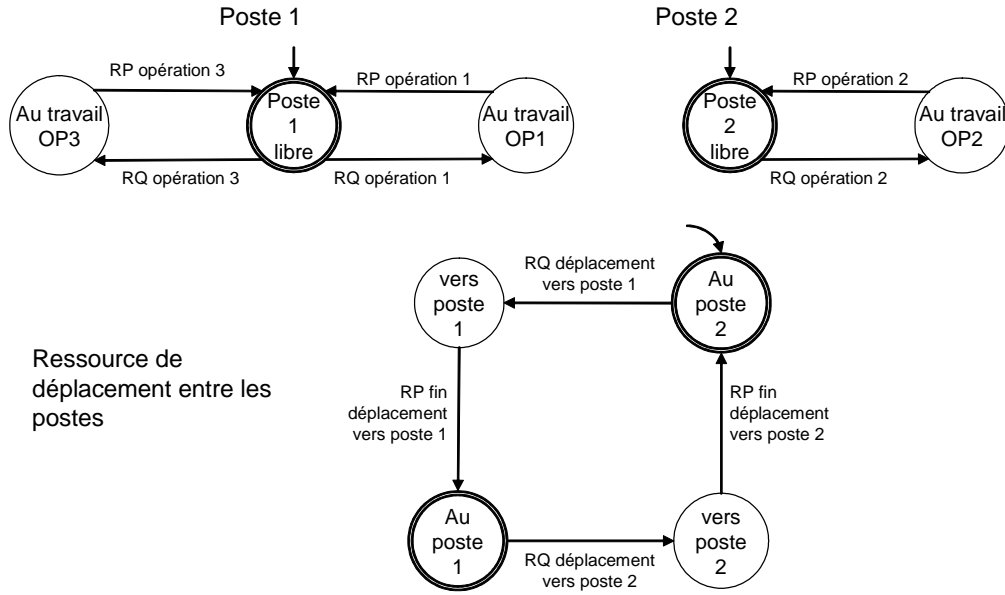 Poste 1
Poste 2
RP opération 3
RP opération 1
RP opération 2
Au travail
OP3
Poste
1
libre
Au travail
OP1
Poste
2
libre
Au travail
OP2
RQ opération 3
RQ opération 1
RQ opération 2
vers
poste
1
RQ déplacement
vers poste 1
Au
poste
2
Ressource de
déplacement entre les
postes
RP fin
déplacement
vers poste 1
RP fin
déplacement
vers poste 2
Au
poste
1
RQ déplacement
vers poste 2
vers
poste
2